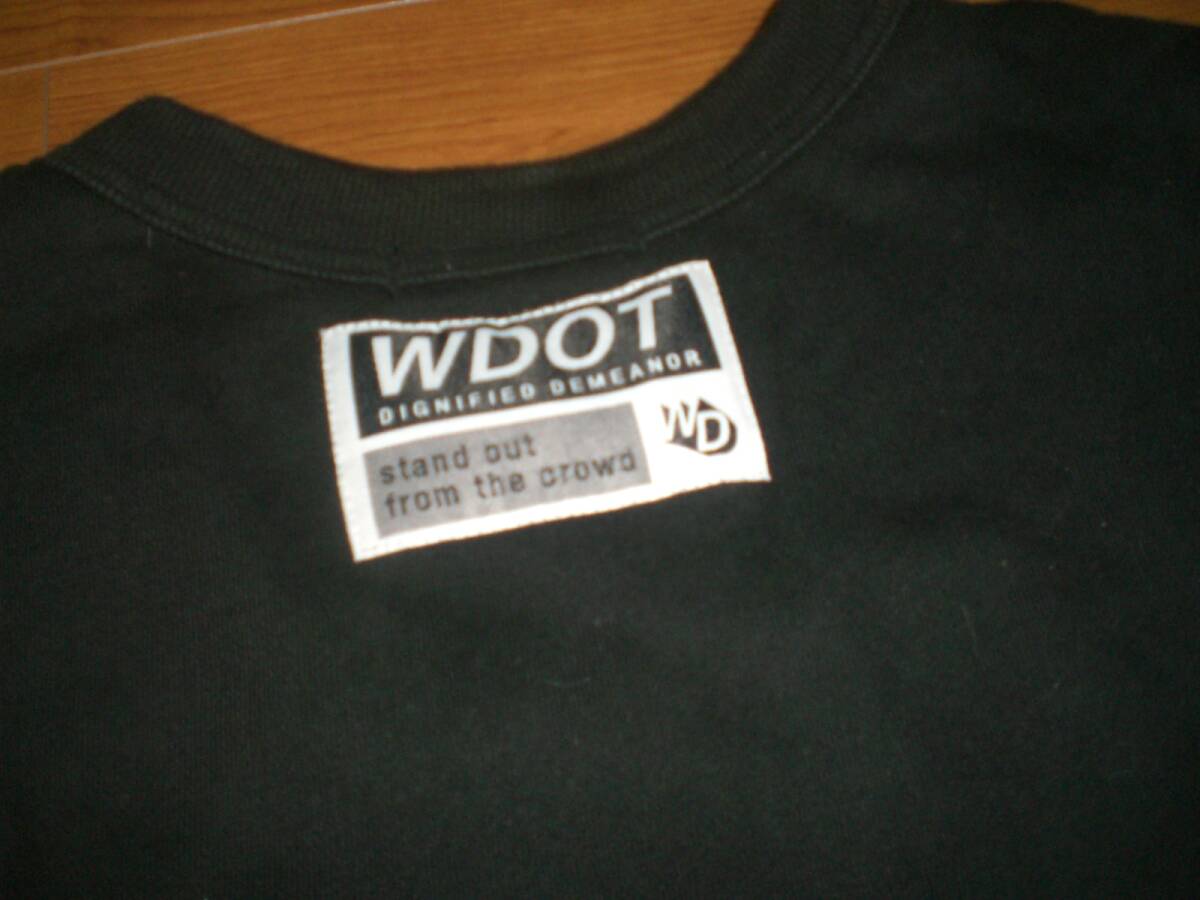 WDOT
DIGNIFIED DEMEANOR
WD
stand out
from the crowd